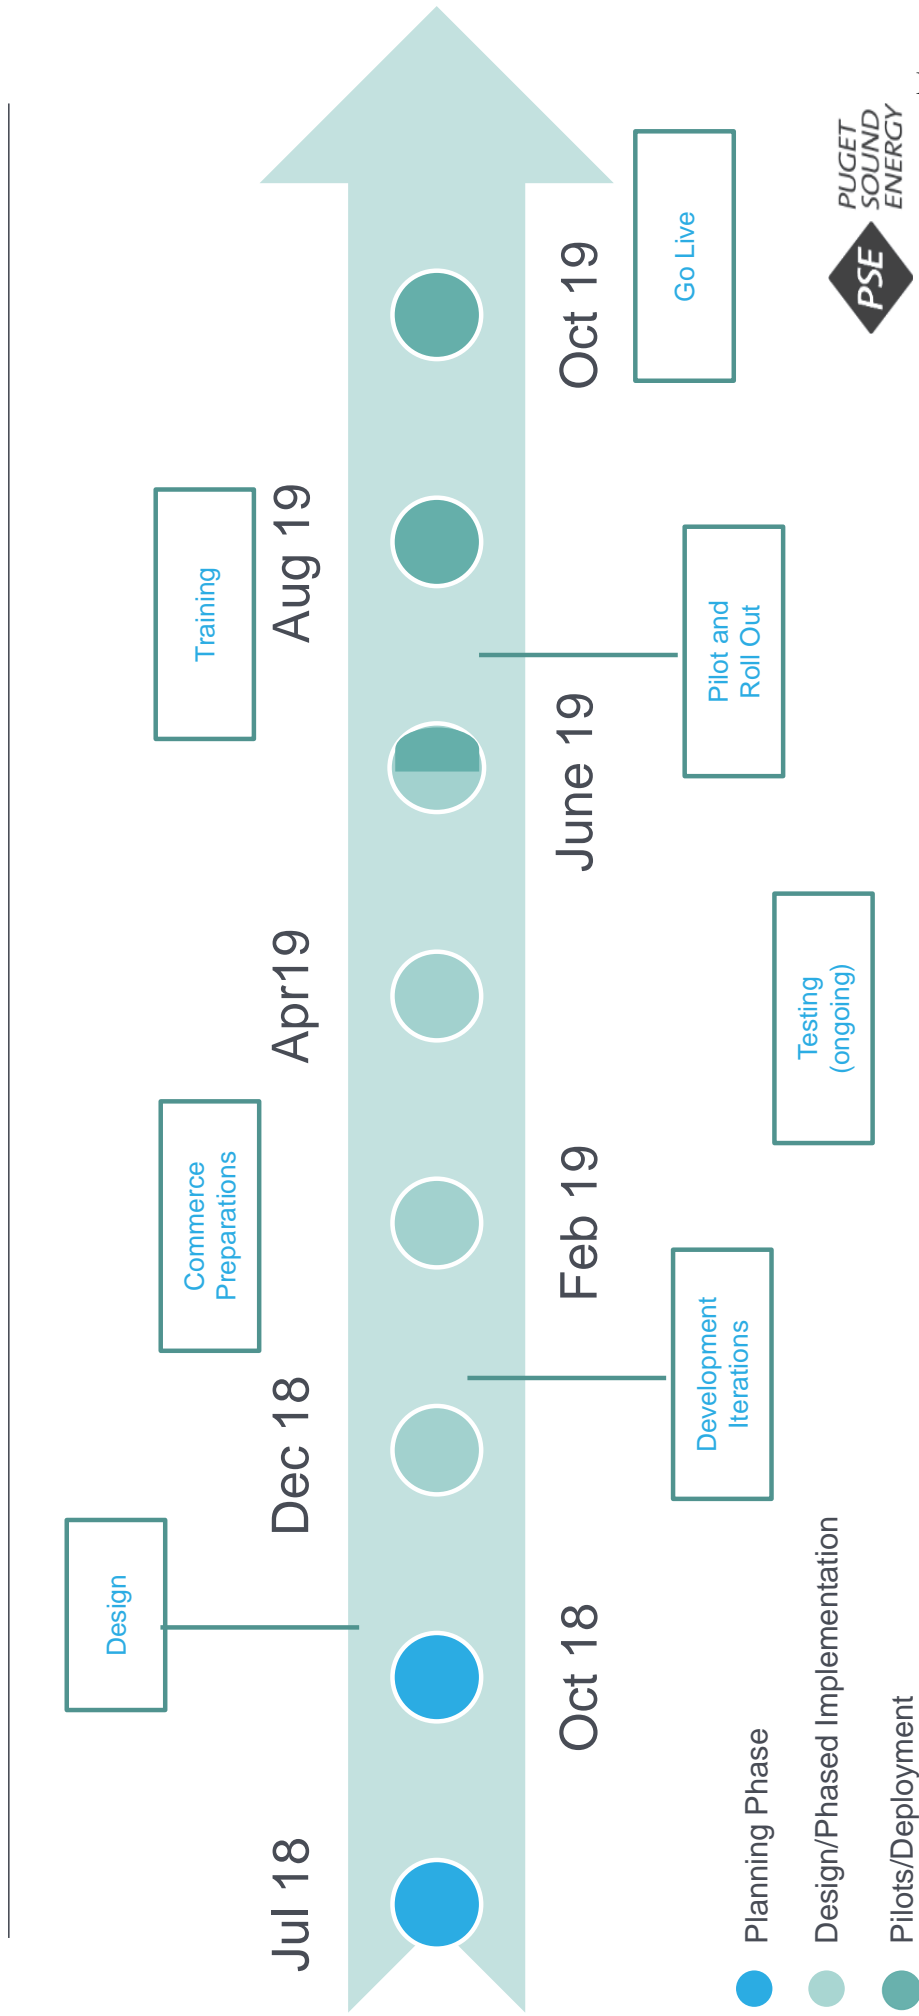 Design
Commerce
Preparations
Training
Jul 18
Dec 18
Apr19
Aug 19
Oct 18
Feb 19
June 19
Oct 19
Development
Iterations
Testing
(ongoing)
Pilot and
Roll Out
Go Live
Planning Phase
Design/Phased Implementation
Pilots/Deployment
PSE
PUGET
SOUND
ENERGY